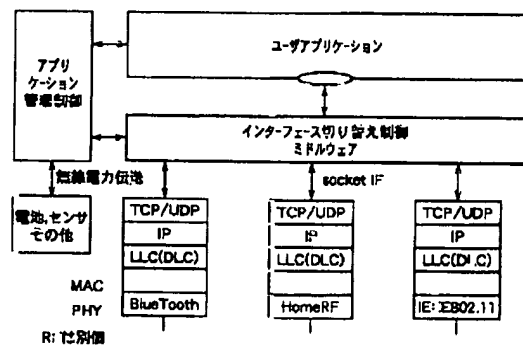 アプリ
ケーション
管理制御
ユーザアプリケーション
インターフェース切り替え制御
ミドルウェア
無線電力伝送
socket IF
電池,センサ
その他
TCP/UDP
IP
LLC(DLC)
BlueTooth
TCP/UDP
IP
LLC(DLC)
HomeRF
TCP/UDP
IP
LLC(DLC)
MAC
PHY